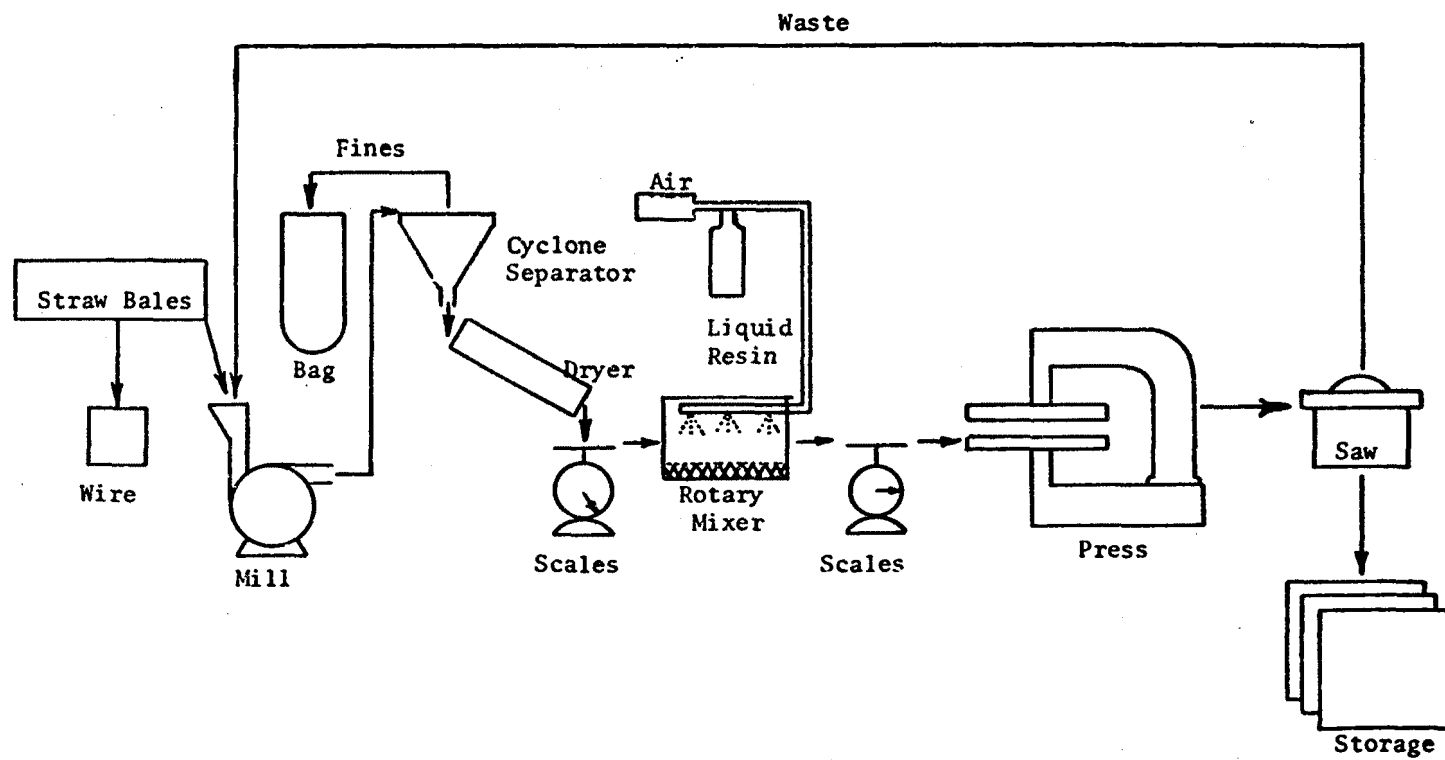 Waste
Fines
Air
Cyclone
Separator
Straw Bales
Liquid
Resin
Bag
Dryer
Saw
Wire
Rotary
Mixer
Press
Scales
Scales
Mill
Storage